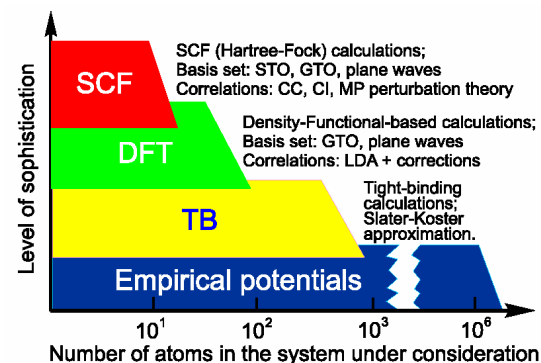 SCF (Hartree-Fock) calculations;
Basis set: STO, GTO, plane waves
Correlations: CC, CI, MP perturbation theory
SCF
Density-Functional-based calculations;
Basis set: GTO, plane waves
Correlations: LDA + corrections
DFT
Tight-binding
calculations;
Slater-Koster
approximation.
TB
Empirical potentials
Level of sophistication
10¹ 10² 10³ 10⁶
Number of atoms in the system under consideration